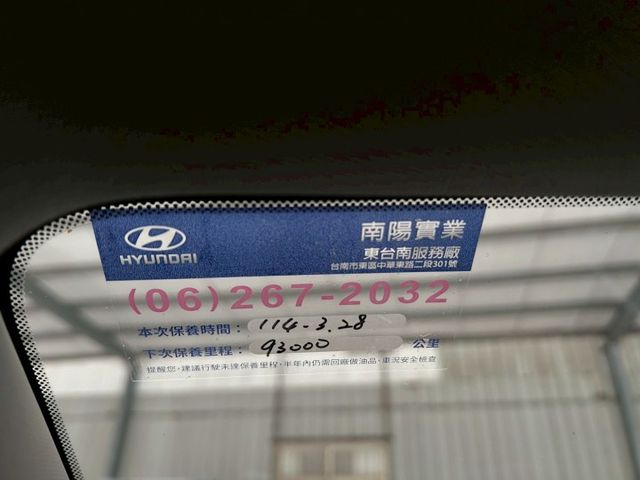 南陽實業
HYUNDAI
東台南服務廠
台南市東區中華東路二段301號
(06)267-2032
本次保養時間：114-3.28
下次保養里程：93000 公里
提醒您，建議行駛未達保養里程，半年內仍需回廠做油品、車況安全檢查